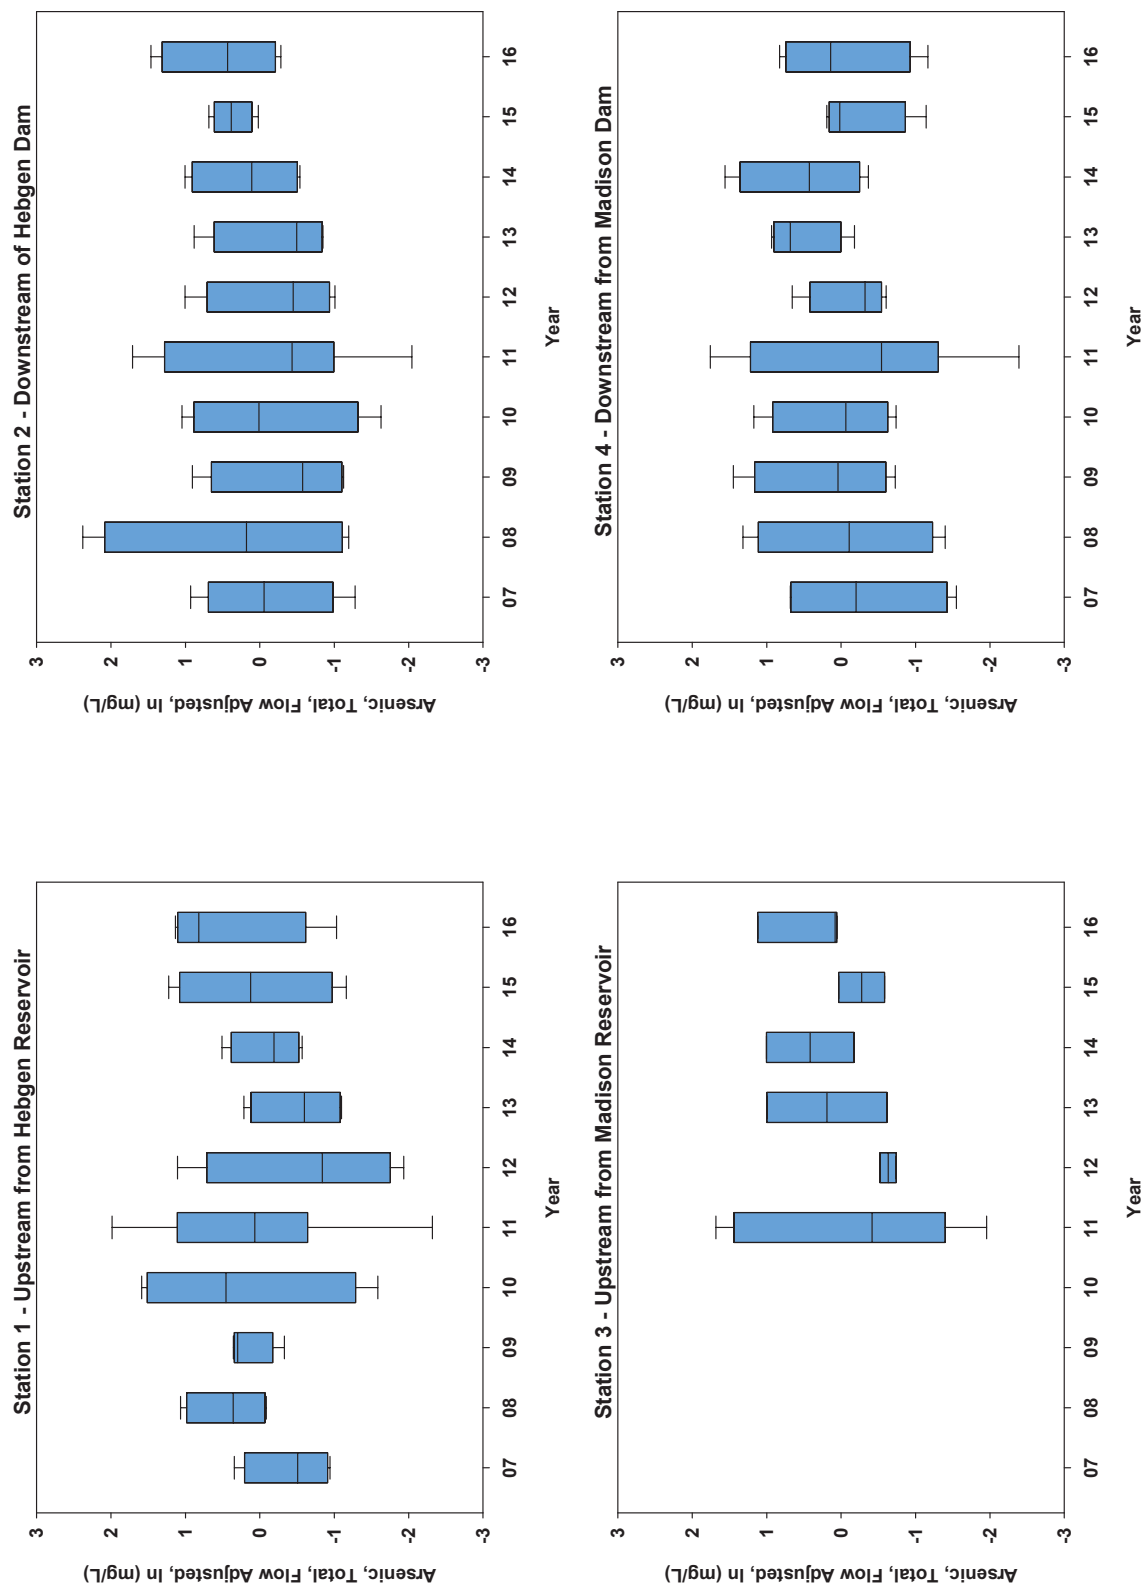 Station 1 - Upstream from Hebgen Reservoir
Arsenic, Total, Flow Adjusted, ln (mg/L)
3
2
1
0
-1
-2
-3
07 08 09 10 11 12 13 14 15 16
Year
Station 2 - Downstream of Hebgen Dam
Arsenic, Total, Flow Adjusted, ln (mg/L)
3
2
1
0
-1
-2
-3
07 08 09 10 11 12 13 14 15 16
Year
Station 3 - Upstream from Madison Reservoir
Arsenic, Total, Flow Adjusted, ln (mg/L)
3
2
1
0
-1
-2
-3
07 08 09 10 11 12 13 14 15 16
Year
Station 4 - Downstream from Madison Dam
Arsenic, Total, Flow Adjusted, ln (mg/L)
3
2
1
0
-1
-2
-3
07 08 09 10 11 12 13 14 15 16
Year